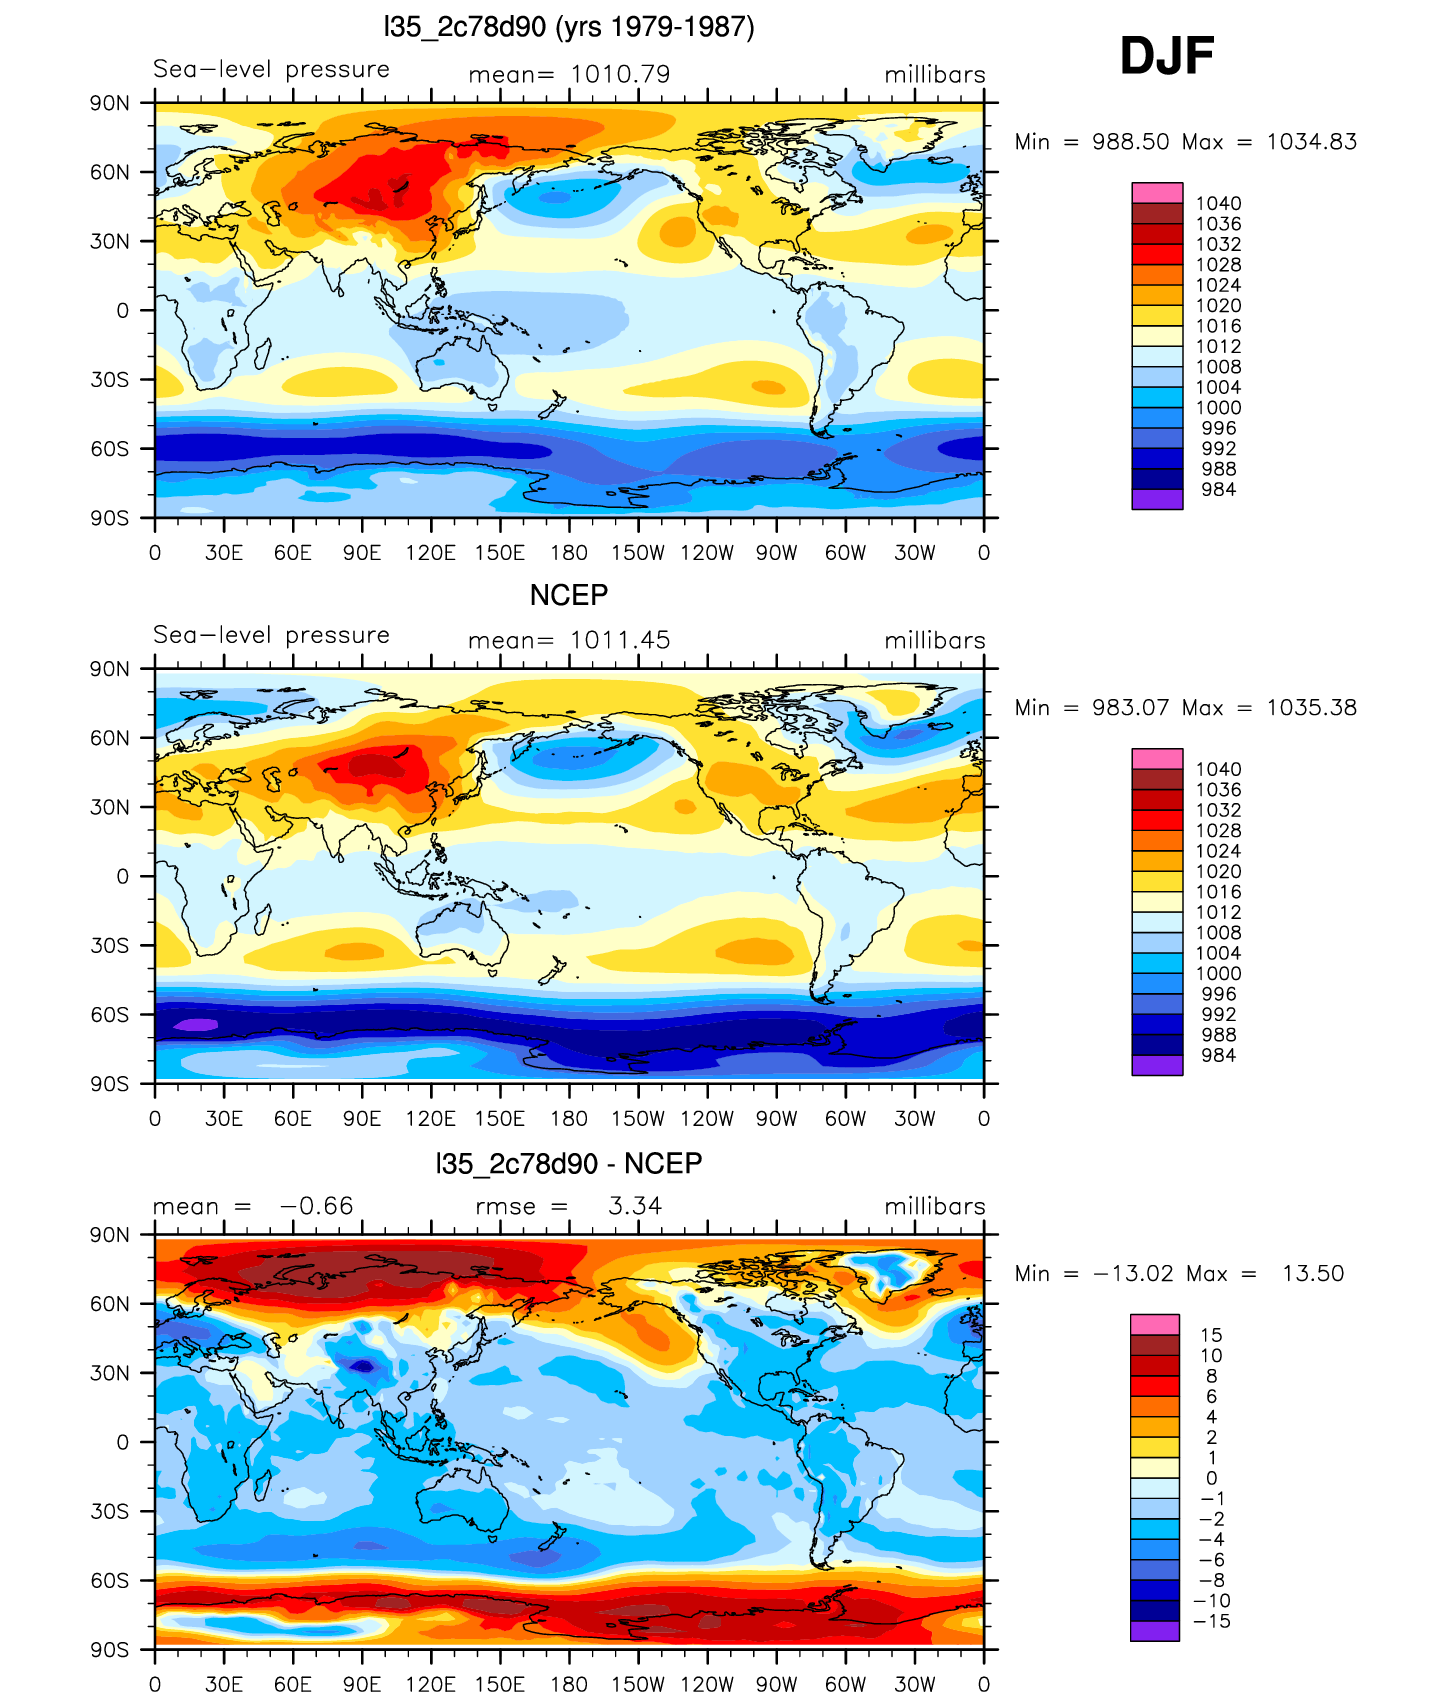 l35_2c78d90 (yrs 1979-1987)
DJF
Sea-level pressure mean= 1010.79 millibars
Min = 988.50 Max = 1034.83
90N
60N
30N
0
30S
60S
90S
0 30E 60E 90E 120E 150E 180 150W 120W 90W 60W 30W 0
1040
1036
1032
1028
1024
1020
1016
1012
1008
1004
1000
996
992
988
984
NCEP
Sea-level pressure mean= 1011.45 millibars
Min = 983.07 Max = 1035.38
90N
60N
30N
0
30S
60S
90S
0 30E 60E 90E 120E 150E 180 150W 120W 90W 60W 30W 0
1040
1036
1032
1028
1024
1020
1016
1012
1008
1004
1000
996
992
988
984
l35_2c78d90 - NCEP
mean = -0.66 rmse = 3.34 millibars
Min = -13.02 Max = 13.50
90N
60N
30N
0
30S
60S
90S
0 30E 60E 90E 120E 150E 180 150W 120W 90W 60W 30W 0
15
10
8
6
4
2
1
0
-1
-2
-4
-6
-8
-10
-15